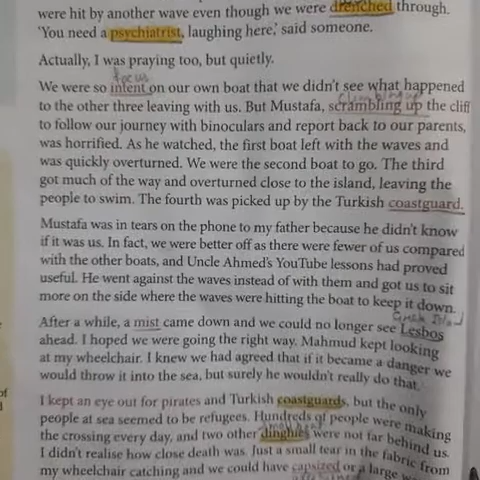 were hit by another wave even though we were drenched through.
'You need a psychiatrist, laughing here,' said someone.
Actually, I was praying too, but quietly.
focus
We were so intent on our own boat that we didn't see what happened
climbing up
to the other three leaving with us. But Mustafa, scrambling up the cliff
to follow our journey with binoculars and report back to our parents,
was horrified. As he watched, the first boat left with the waves and
was quickly overturned. We were the second boat to go. The third
got much of the way and overturned close to the island, leaving the
people to swim. The fourth was picked up by the Turkish coastguard.
Mustafa was in tears on the phone to my father because he didn't know
if it was us. In fact, we were better off as there were fewer of us compared
with the other boats, and Uncle Ahmed's YouTube lessons had proved
useful. He went against the waves instead of with them and got us to sit
more on the side where the waves were hitting the boat to keep it down.
Greek Island
After a while, a mist came down and we could no longer see Lesbos
ahead. I hoped we were going the right way. Mahmud kept looking
at my wheelchair. I knew we had agreed that if it became a danger we
would throw it into the sea, but surely he wouldn't really do that.
of
I kept an eye out for pirates and Turkish coastguards, but the only
people at sea seemed to be refugees. Hundreds of people were making
small boat
the crossing every day, and two other dinghies were not far behind us.
I didn't realise how close death was. Just a small tear in the fabric from
my wheelchair catching and we could have capsized or a large